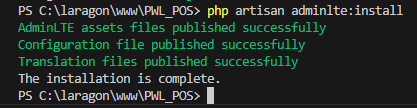 PS C:\laragon\www\PWL_POS> php artisan adminlte:install
AdminLTE assets files published successfully
Configuration file published successfully
Translation files published successfully
The installation is complete.
PS C:\laragon\www\PWL_POS>